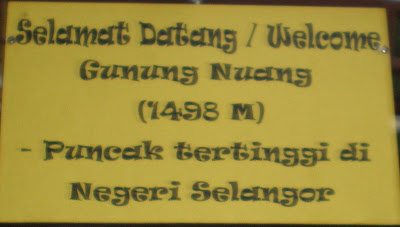 Selamat Datang / Welcome
Gunung Nuang
(1498 M)
- Puncak tertinggi di
Negeri Selangor